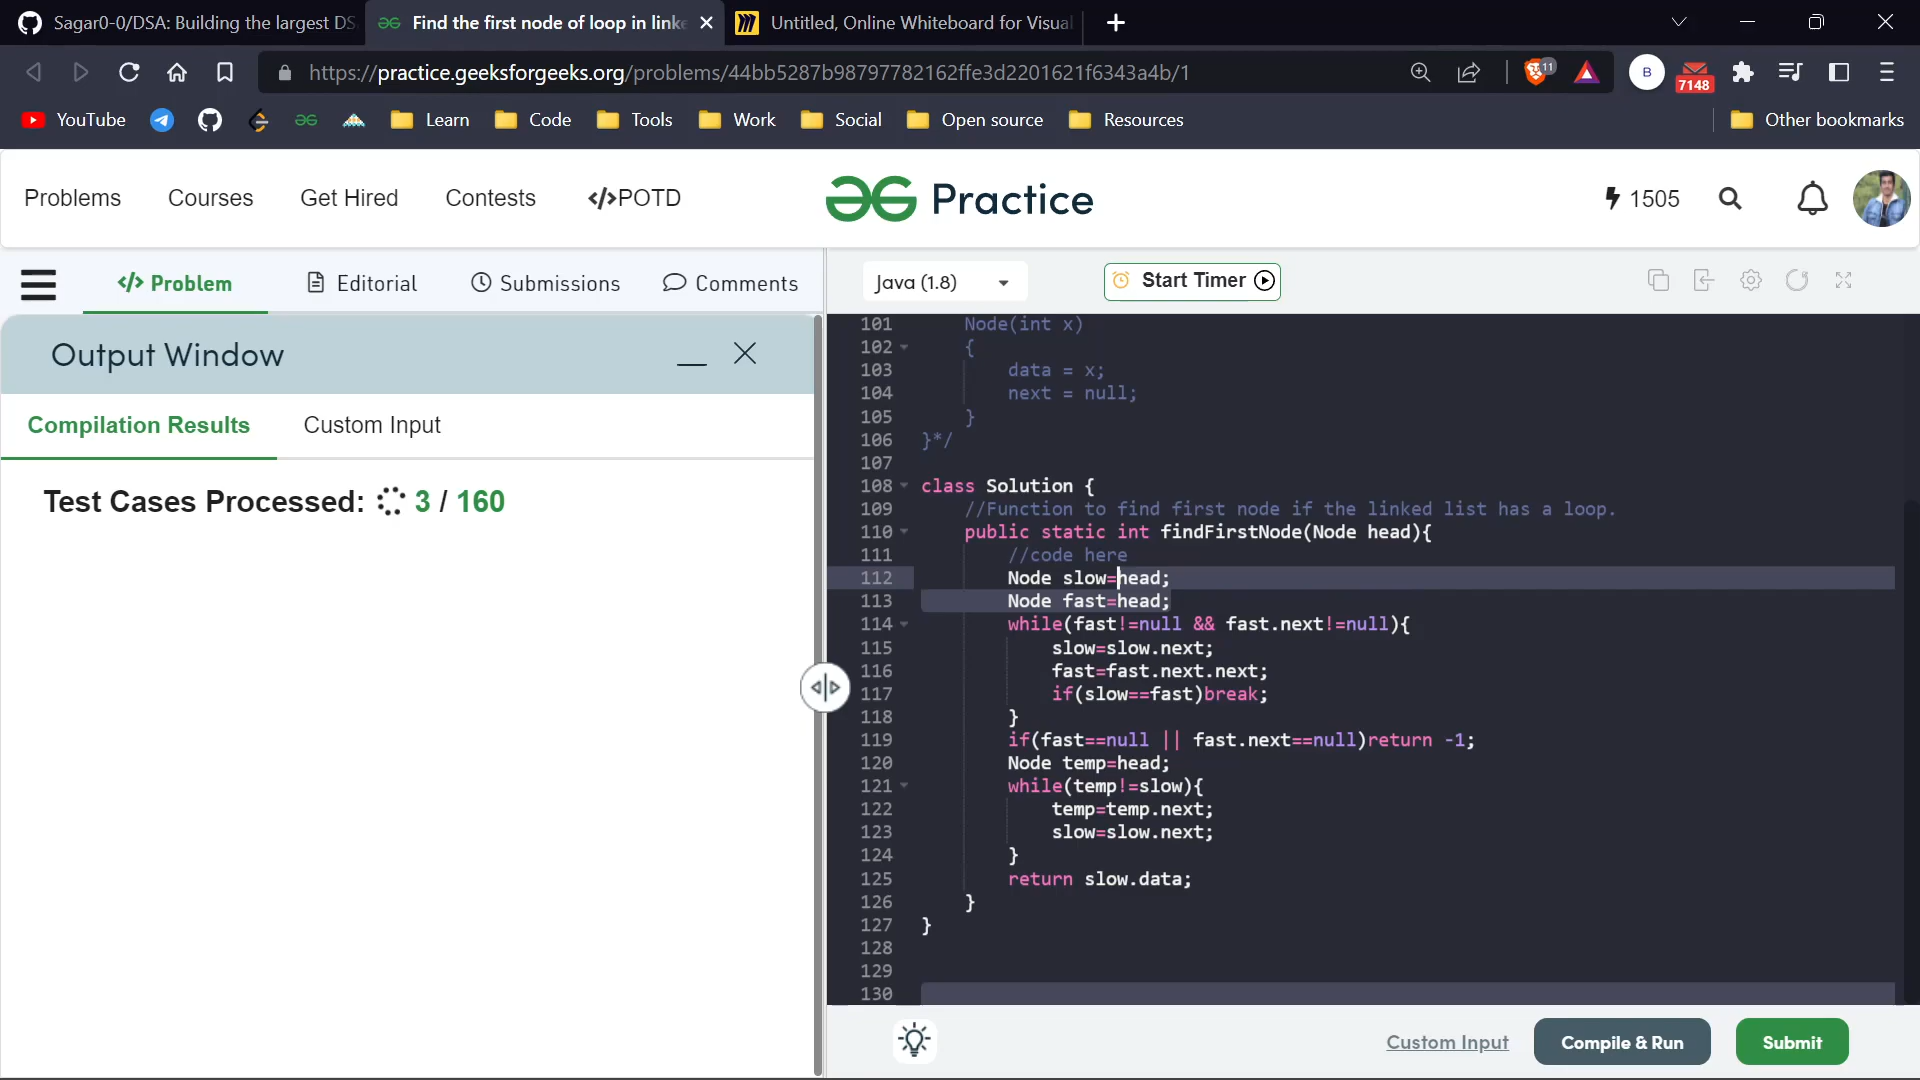 Sagar0-0/DSA: Building the largest DS
Find the first node of loop in linke
Untitled, Online Whiteboard for Visual
https://practice.geeksforgeeks.org/problems/44bb5287b98797782162ffe3d2201621f6343a4b/1
11
B
7148
YouTube
Learn
Code
Tools
Work
Social
Open source
Resources
Other bookmarks
Problems
Courses
Get Hired
Contests
</>POTD
Practice
1505
</> Problem
Editorial
Submissions
Comments
Java (1.8)
Start Timer
Output Window
Compilation Results
Custom Input
Test Cases Processed: 3 / 160
101 Node(int x)
102 {
103 data = x;
104 next = null;
105 }
106 }*/
107
108 class Solution {
109 //Function to find first node if the linked list has a loop.
110 public static int findFirstNode(Node head){
111 //code here
112 Node slow=head;
113 Node fast=head;
114 while(fast!=null && fast.next!=null){
115 slow=slow.next;
116 fast=fast.next.next;
117 if(slow==fast)break;
118 }
119 if(fast==null || fast.next==null)return -1;
120 Node temp=head;
121 while(temp!=slow){
122 temp=temp.next;
123 slow=slow.next;
124 }
125 return slow.data;
126 }
127 }
128
129
130
Custom Input
Compile & Run
Submit